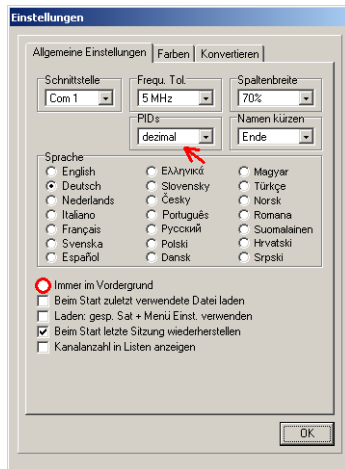 Einstellungen
Allgemeine Einstellungen Farben Konvertieren
Schnittstelle Frequ. Tol. Spaltenbreite
Com 1 5 MHz 70%
PIDs Namen kürzen
dezimal Ende
Sprache
English Ελληνικά Magyar
Deutsch Slovensky Türkçe
Nederlands Česky Norsk
Italiano Português Romana
Français Русский Suomalainen
Svenska Polski Hrvatski
Español Dansk Srpski
Immer im Vordergrund
Beim Start zuletzt verwendete Datei laden
Laden: gesp. Sat + Menü Einst. verwenden
Beim Start letzte Sitzung wiederherstellen
Kanalanzahl in Listen anzeigen
OK